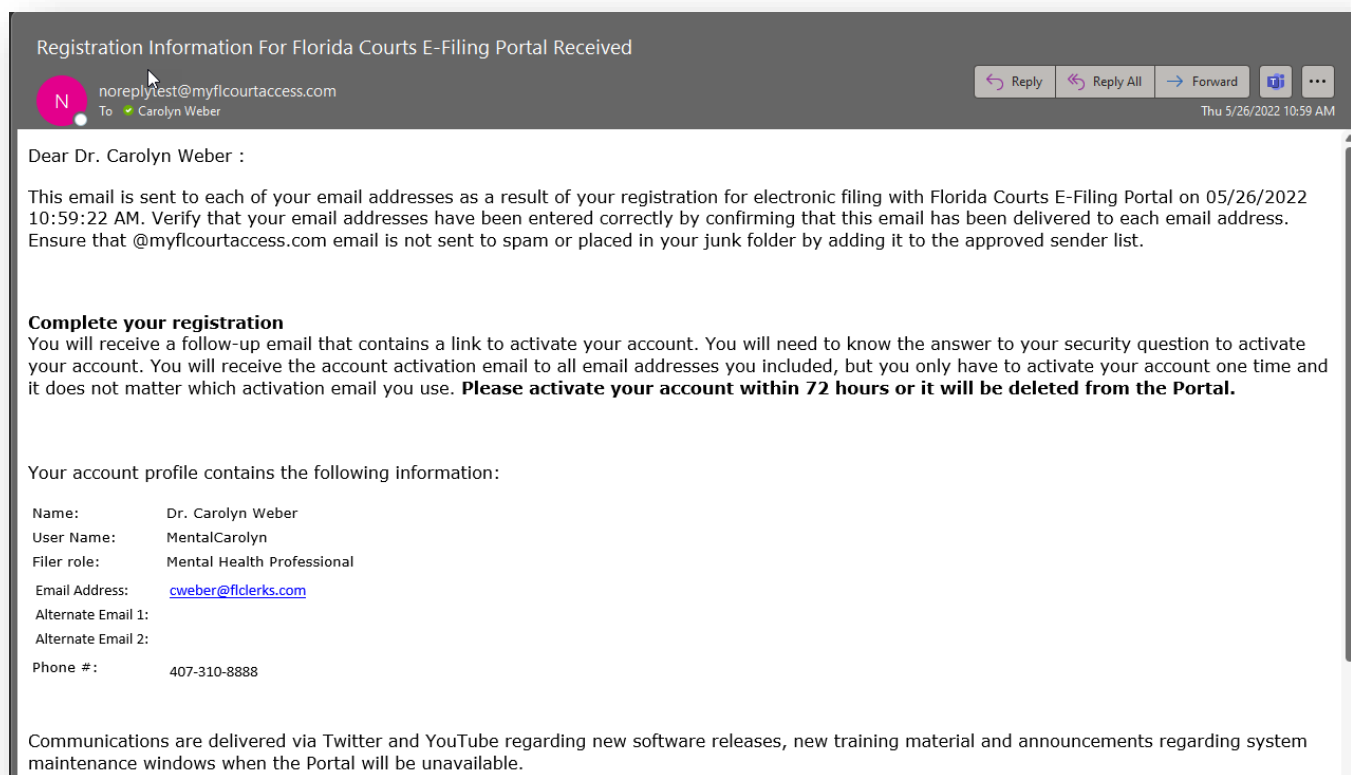 Registration Information For Florida Courts E-Filing Portal Received
N
noreplytest@myflcourtaccess.com
To Carolyn Weber
Reply
Reply All
Forward
Thu 5/26/2022 10:59 AM
Dear Dr. Carolyn Weber :
This email is sent to each of your email addresses as a result of your registration for electronic filing with Florida Courts E-Filing Portal on 05/26/2022
10:59:22 AM. Verify that your email addresses have been entered correctly by confirming that this email has been delivered to each email address.
Ensure that @myflcourtaccess.com email is not sent to spam or placed in your junk folder by adding it to the approved sender list.
Complete your registration
You will receive a follow-up email that contains a link to activate your account. You will need to know the answer to your security question to activate
your account. You will receive the account activation email to all email addresses you included, but you only have to activate your account one time and
it does not matter which activation email you use. Please activate your account within 72 hours or it will be deleted from the Portal.
Your account profile contains the following information:
Name: Dr. Carolyn Weber
User Name: MentalCarolyn
Filer role: Mental Health Professional
Email Address: cweber@flclerks.com
Alternate Email 1:
Alternate Email 2:
Phone #: 407-310-8888
Communications are delivered via Twitter and YouTube regarding new software releases, new training material and announcements regarding system
maintenance windows when the Portal will be unavailable.